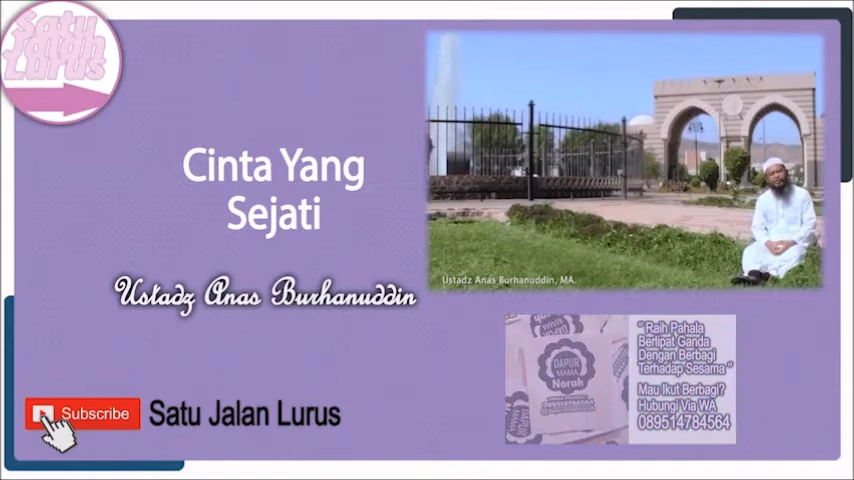 Satu
Jalan
Lurus
Cinta Yang
Sejati
Ustadz Anas Burhanuddin
Ustadz Anas Burhanuddin, MA.
DAPUR
MAMA
Norah
"Raih Pahala
Berlipat Ganda
Dengan Berbagi
Terhadap Sesama"
Mau Ikut Berbagi?
Hubungi Via WA
089514784564
Subscribe
Satu Jalan Lurus